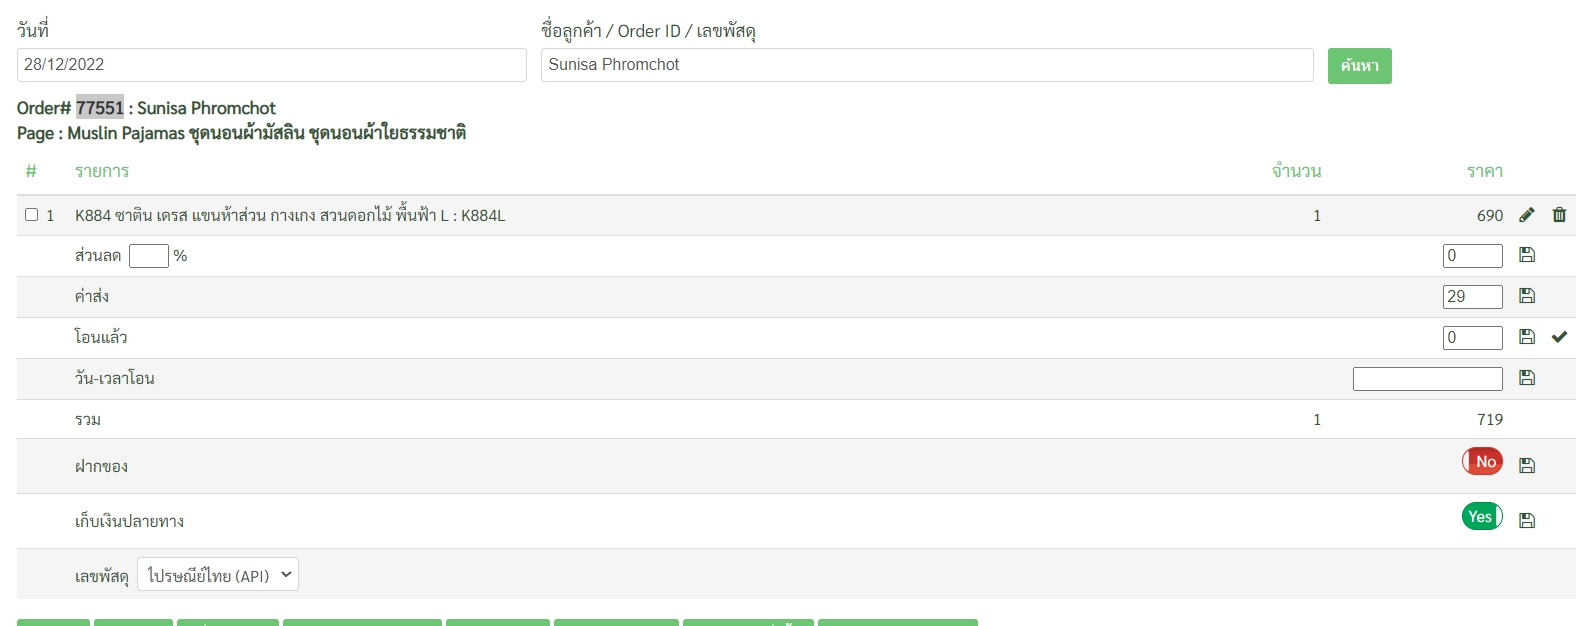 วันที่
ชื่อลูกค้า / Order ID / เลขพัสดุ
28/12/2022
Sunisa Phromchot
ค้นหา
Order# 77551 : Sunisa Phromchot
Page : Muslin Pajamas ชุดนอนผ้ามัสลิน ชุดนอนผ้าใยธรรมชาติ
# รายการ จำนวน ราคา
1 K884 ซาติน เดรส แขนห้าส่วน กางเกง สวนดอกไม้ พื้นฟ้า L : K884L 1 690
ส่วนลด % 0
ค่าส่ง 29
โอนแล้ว 0
วัน-เวลาโอน
รวม 1 719
ฝากของ No
เก็บเงินปลายทาง Yes
เลขพัสดุ ไปรษณีย์ไทย (API)